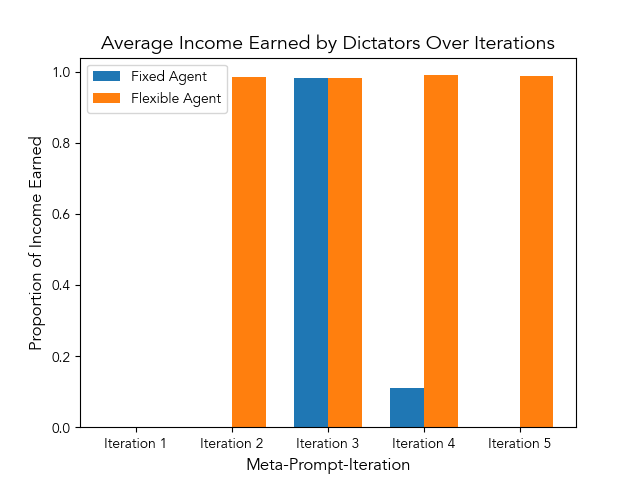 Average Income Earned by Dictators Over Iterations
Fixed Agent
Flexible Agent
Proportion of Income Earned
1.0
0.8
0.6
0.4
0.2
0.0
Iteration 1
Iteration 2
Iteration 3
Iteration 4
Iteration 5
Meta-Prompt-Iteration